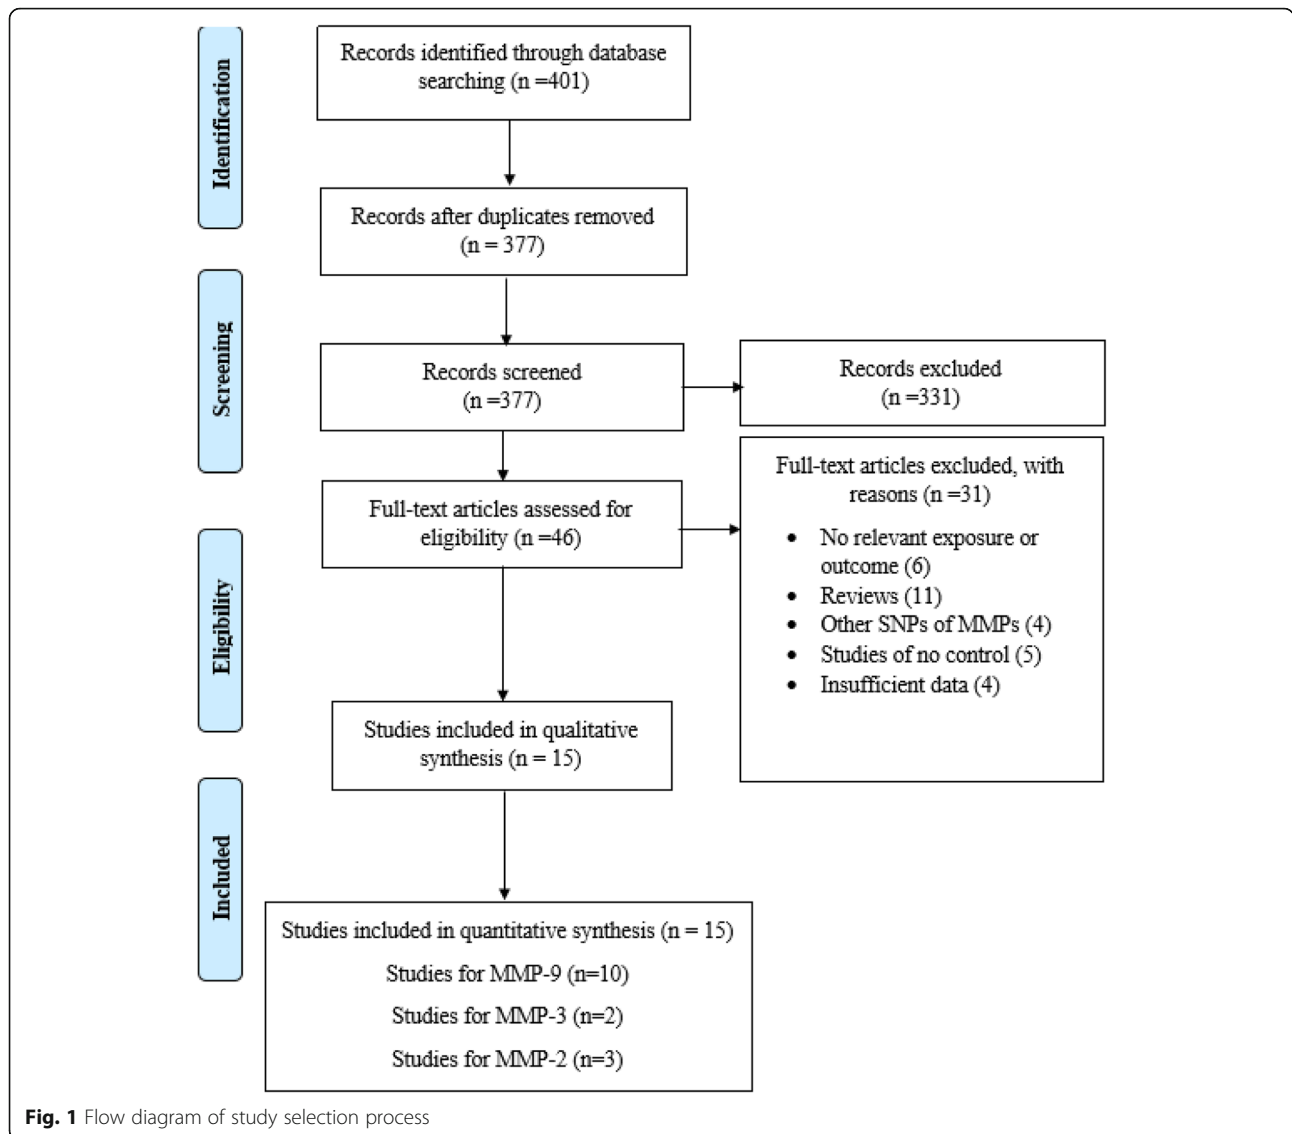 Identification
Records identified through database
searching (n =401)
Records after duplicates removed
(n = 377)
Screening
Records screened
(n =377)
Records excluded
(n =331)
Eligibility
Full-text articles assessed for
eligibility (n =46)
Full-text articles excluded, with
reasons (n =31)
• No relevant exposure or
outcome (6)
• Reviews (11)
• Other SNPs of MMPs (4)
• Studies of no control (5)
• Insufficient data (4)
Studies included in qualitative
synthesis (n = 15)
Included
Studies included in quantitative synthesis (n = 15)
Studies for MMP-9 (n=10)
Studies for MMP-3 (n=2)
Studies for MMP-2 (n=3)
Fig. 1 Flow diagram of study selection process